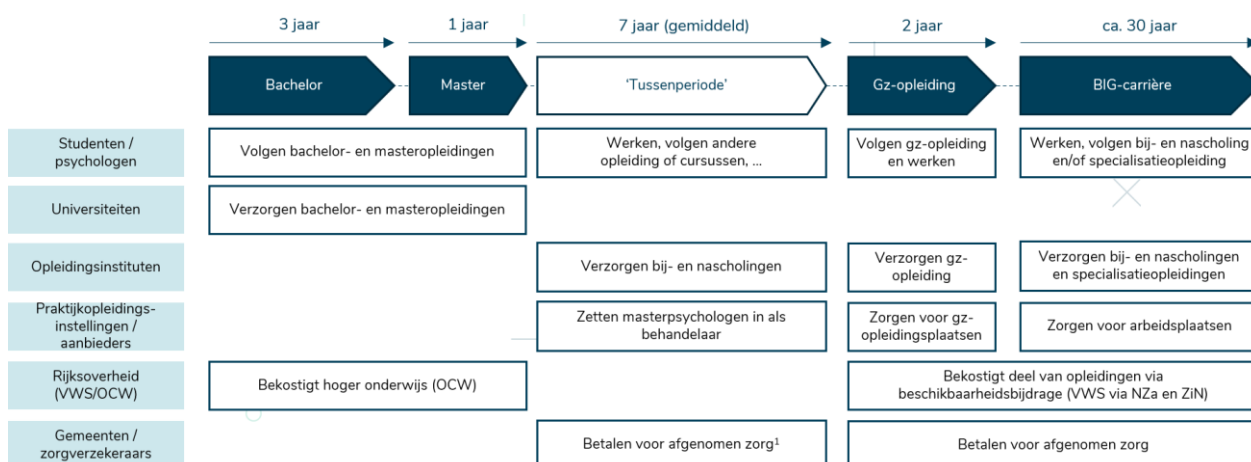 3 jaar
1 jaar
7 jaar (gemiddeld)
2 jaar
ca. 30 jaar
Bachelor
Master
'Tussenperiode'
Gz-opleiding
BIG-carrière
Studenten /
psychologen
Volgen bachelor- en masteropleidingen
Werken, volgen andere
opleiding of cursussen, ...
Volgen gz-opleiding
en werken
Werken, volgen bij- en nascholing
en/of specialisatieopleiding
Universiteiten
Verzorgen bachelor- en masteropleidingen
Opleidingsinstituten
Verzorgen bij- en nascholingen
Verzorgen gz-
opleiding
Verzorgen bij- en nascholingen
en specialisatieopleidingen
Praktijkopleidings-
instellingen /
aanbieders
Zetten masterpsychologen in als
behandelaar
Zorgen voor gz-
opleidingsplaatsen
Zorgen voor arbeidsplaatsen
Rijksoverheid
(VWS/OCW)
Bekostigt hoger onderwijs (OCW)
Bekostigt deel van opleidingen via
beschikbaarheidsbijdrage (VWS via NZa en ZiN)
Gemeenten /
zorgverzekeraars
Betalen voor afgenomen zorg¹
Betalen voor afgenomen zorg